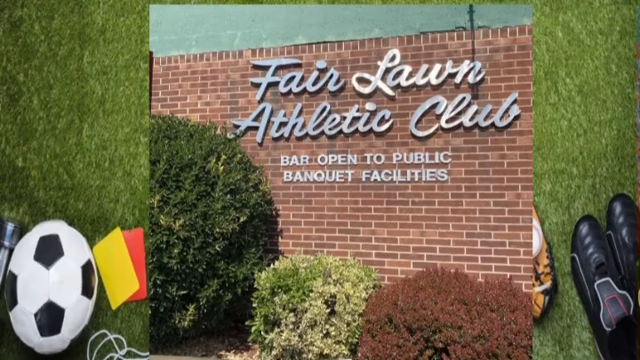 Fair Lawn
Athletic Club
BAR OPEN TO PUBLIC
BANQUET FACILITIES